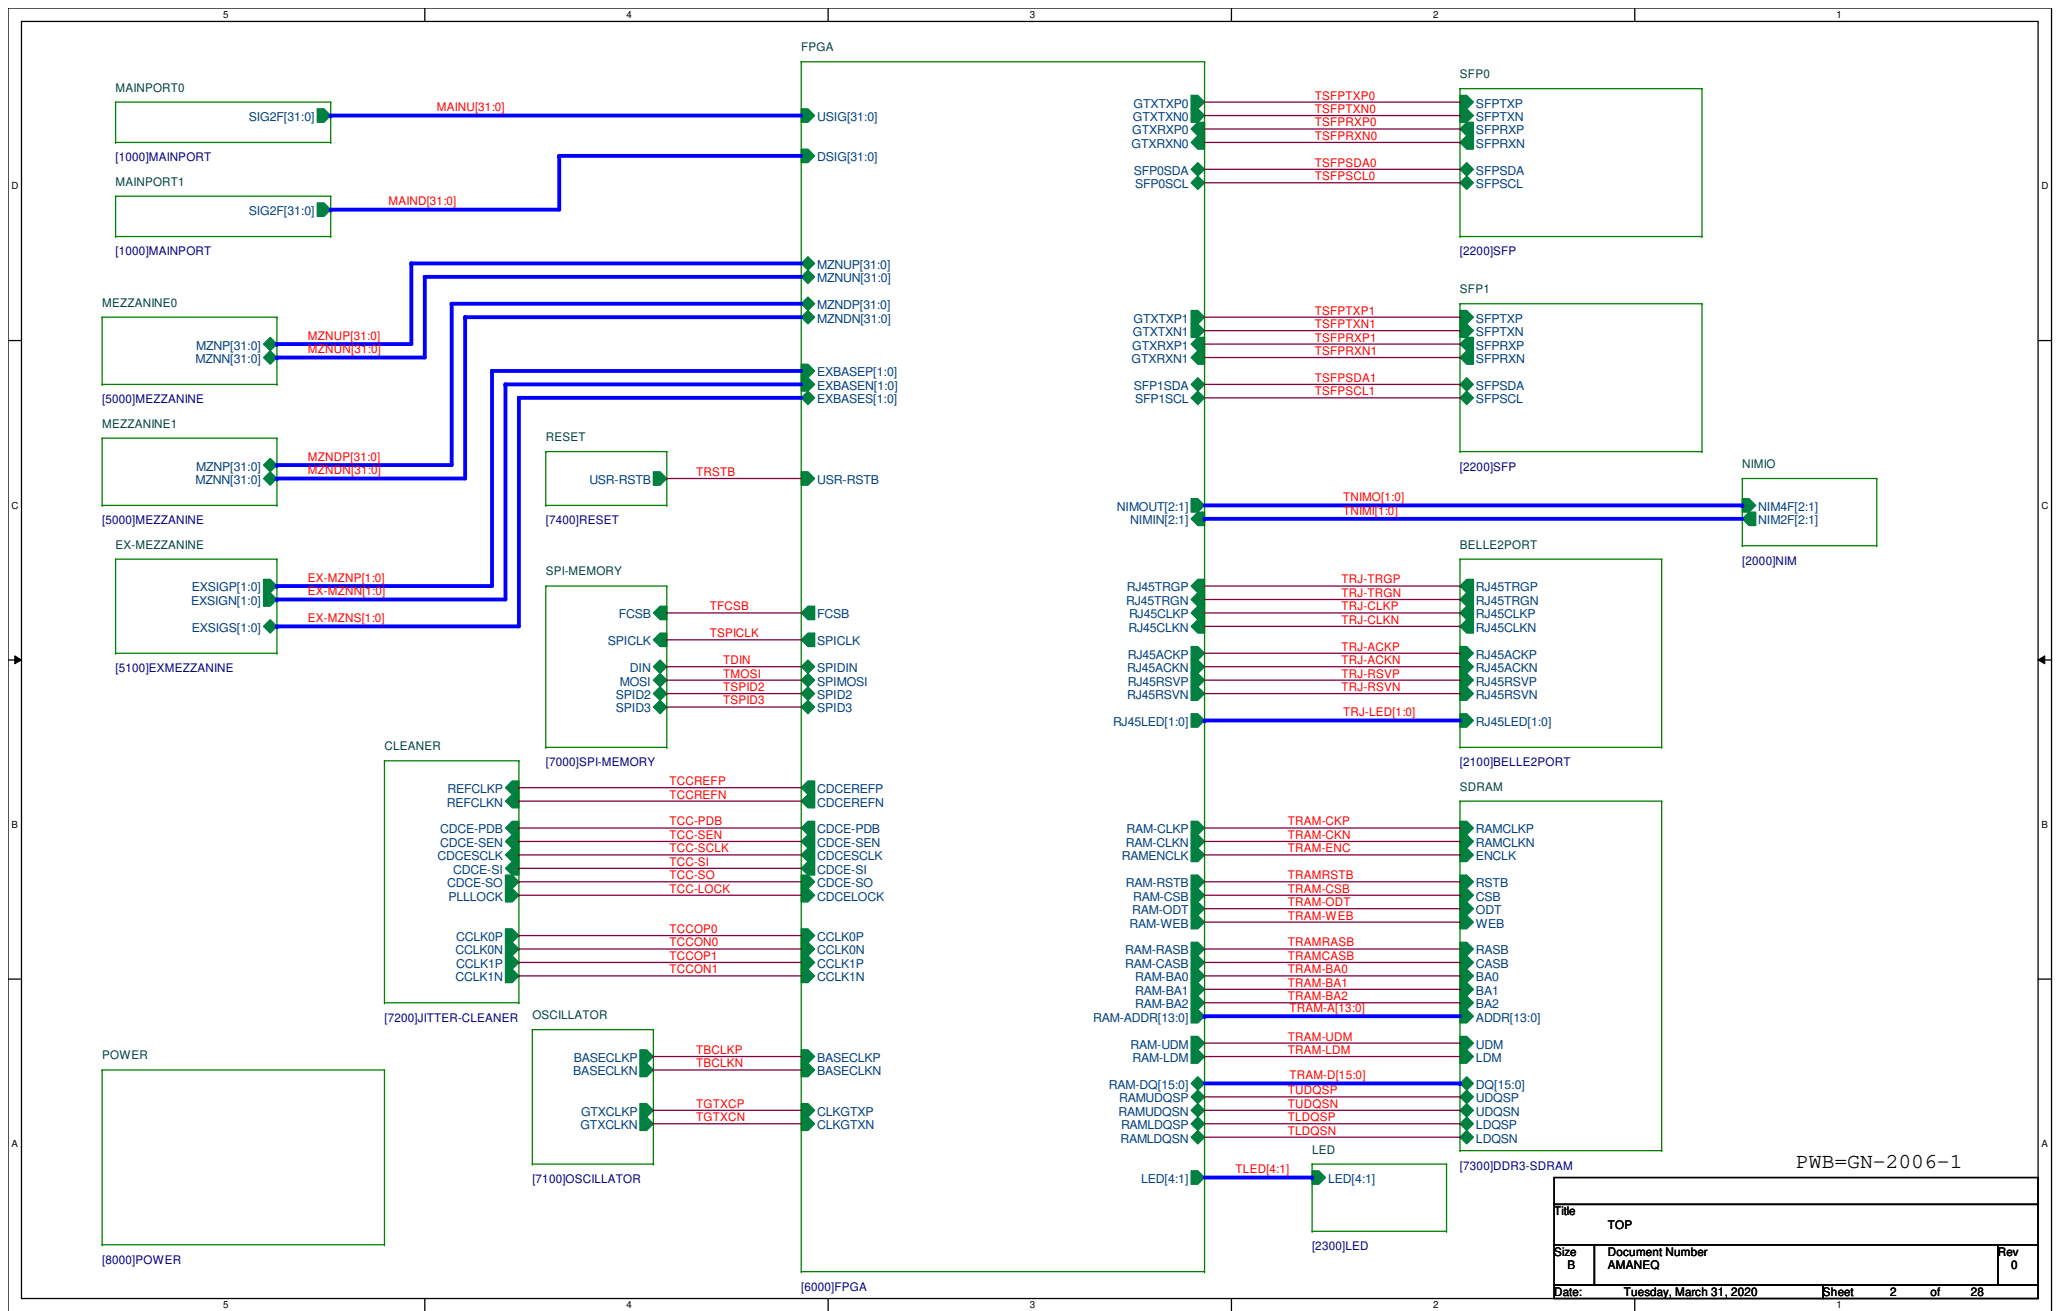 5 4 3 2 1
D
C
B
A
MAINPORT0
SIG2F[31:0]
MAINU[31:0]
[1000]MAINPORT
MAINPORT1
SIG2F[31:0]
MAIND[31:0]
[1000]MAINPORT
MEZZANINE0
MZNP[31:0]
MZNN[31:0]
MZNUP[31:0]
MZNUN[31:0]
[5000]MEZZANINE
MEZZANINE1
MZNP[31:0]
MZNN[31:0]
MZNDP[31:0]
MZNDN[31:0]
[5000]MEZZANINE
EX-MEZZANINE
EXSIGP[1:0]
EXSIGN[1:0]
EXSIGS[1:0]
EX-MZNP[1:0]
EX-MZNN[1:0]
EX-MZNS[1:0]
[5100]EXMEZZANINE
RESET
USR-RSTB
TRSTB
[7400]RESET
SPI-MEMORY
FCSB
SPICLK
DIN
MOSI
SPID2
SPID3
TFCSB
TSPICLK
TDIN
TMOSI
TSPID2
TSPID3
[7000]SPI-MEMORY
CLEANER
REFCLKP
REFCLKN
CDCE-PDB
CDCE-SEN
CDCESCLK
CDCE-SI
CDCE-SO
PLLLOCK
CCLK0P
CCLK0N
CCLK1P
CCLK1N
TCCREFP
TCCREFN
TCC-PDB
TCC-SEN
TCC-SCLK
TCC-SI
TCC-SO
TCC-LOCK
TCCOP0
TCCON0
TCCOP1
TCCON1
[7200]JITTER-CLEANER
OSCILLATOR
BASECLKP
BASECLKN
GTXCLKP
GTXCLKN
TBCLKP
TBCLKN
TGTXCP
TGTXCN
[7100]OSCILLATOR
POWER
[8000]POWER
FPGA
USIG[31:0]
DSIG[31:0]
MZNUP[31:0]
MZNUN[31:0]
MZNDP[31:0]
MZNDN[31:0]
EXBASEP[1:0]
EXBASEN[1:0]
EXBASES[1:0]
USR-RSTB
FCSB
SPICLK
SPIDIN
SPIMOSI
SPID2
SPID3
CDCEREFP
CDCEREFN
CDCE-PDB
CDCE-SEN
CDCESCLK
CDCE-SI
CDCE-SO
CDCELOCK
CCLK0P
CCLK0N
CCLK1P
CCLK1N
BASECLKP
BASECLKN
CLKGTXP
CLKGTXN
GTXTXP0
GTXTXN0
GTXRXP0
GTXRXN0
SFP0SDA
SFP0SCL
GTXTXP1
GTXTXN1
GTXRXP1
GTXRXN1
SFP1SDA
SFP1SCL
NIMOUT[2:1]
NIMIN[2:1]
RJ45TRGP
RJ45TRGN
RJ45CLKP
RJ45CLKN
RJ45ACKP
RJ45ACKN
RJ45RSVP
RJ45RSVN
RJ45LED[1:0]
RAM-CLKP
RAM-CLKN
RAMENCLK
RAM-RSTB
RAM-CSB
RAM-ODT
RAM-WEB
RAM-RASB
RAM-CASB
RAM-BA0
RAM-BA1
RAM-BA2
RAM-ADDR[13:0]
RAM-UDM
RAM-LDM
RAM-DQ[15:0]
RAMUDQSP
RAMUDQSN
RAMLDQSP
RAMLDQSN
LED[4:1]
[6000]FPGA
SFP0
TSFPTXP0
TSFPTXN0
TSFPRXP0
TSFPRXN0
TSFPSDA0
TSFPSCL0
SFPTXP
SFPTXN
SFPRXP
SFPRXN
SFPSDA
SFPSCL
[2200]SFP
SFP1
TSFPTXP1
TSFPTXN1
TSFPRXP1
TSFPRXN1
TSFPSDA1
TSFPSCL1
SFPTXP
SFPTXN
SFPRXP
SFPRXN
SFPSDA
SFPSCL
[2200]SFP
NIMIO
TNIMO[1:0]
TNIMI[1:0]
NIM4F[2:1]
NIM2F[2:1]
[2000]NIM
BELLE2PORT
TRJ-TRGP
TRJ-TRGN
TRJ-CLKP
TRJ-CLKN
TRJ-ACKP
TRJ-ACKN
TRJ-RSVP
TRJ-RSVN
TRJ-LED[1:0]
RJ45TRGP
RJ45TRGN
RJ45CLKP
RJ45CLKN
RJ45ACKP
RJ45ACKN
RJ45RSVP
RJ45RSVN
RJ45LED[1:0]
[2100]BELLE2PORT
SDRAM
TRAM-CKP
TRAM-CKN
TRAM-ENC
TRAMRSTB
TRAM-CSB
TRAM-ODT
TRAM-WEB
TRAMRASB
TRAMCASB
TRAM-BA0
TRAM-BA1
TRAM-BA2
TRAM-A[13:0]
TRAM-UDM
TRAM-LDM
TRAM-D[15:0]
TUDQSP
TUDQSN
TLDQSP
TLDQSN
RAMCLKP
RAMCLKN
ENCLK
RSTB
CSB
ODT
WEB
RASB
CASB
BA0
BA1
BA2
ADDR[13:0]
UDM
LDM
DQ[15:0]
UDQSP
UDQSN
LDQSP
LDQSN
[7300]DDR3-SDRAM
LED
TLED[4:1]
LED[4:1]
[2300]LED
D
C
B
A
PWB=GN-2006-1
Title
TOP
Size Document Number Rev
B AMANEQ 0
Date: Tuesday, March 31, 2020 Sheet 2 of 28
5 4 3 2 1